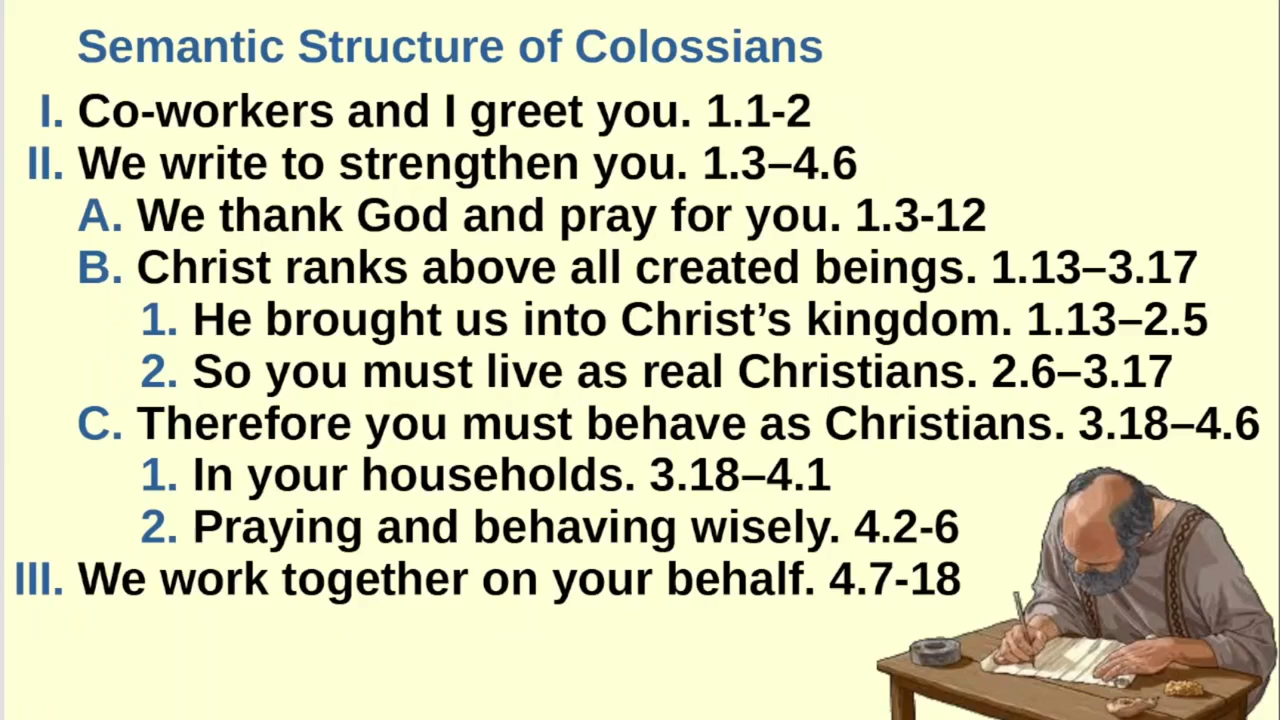 Semantic Structure of Colossians
I. Co-workers and I greet you. 1.1-2
II. We write to strengthen you. 1.3–4.6
A. We thank God and pray for you. 1.3-12
B. Christ ranks above all created beings. 1.13–3.17
1. He brought us into Christ’s kingdom. 1.13–2.5
2. So you must live as real Christians. 2.6–3.17
C. Therefore you must behave as Christians. 3.18–4.6
1. In your households. 3.18–4.1
2. Praying and behaving wisely. 4.2-6
III. We work together on your behalf. 4.7-18